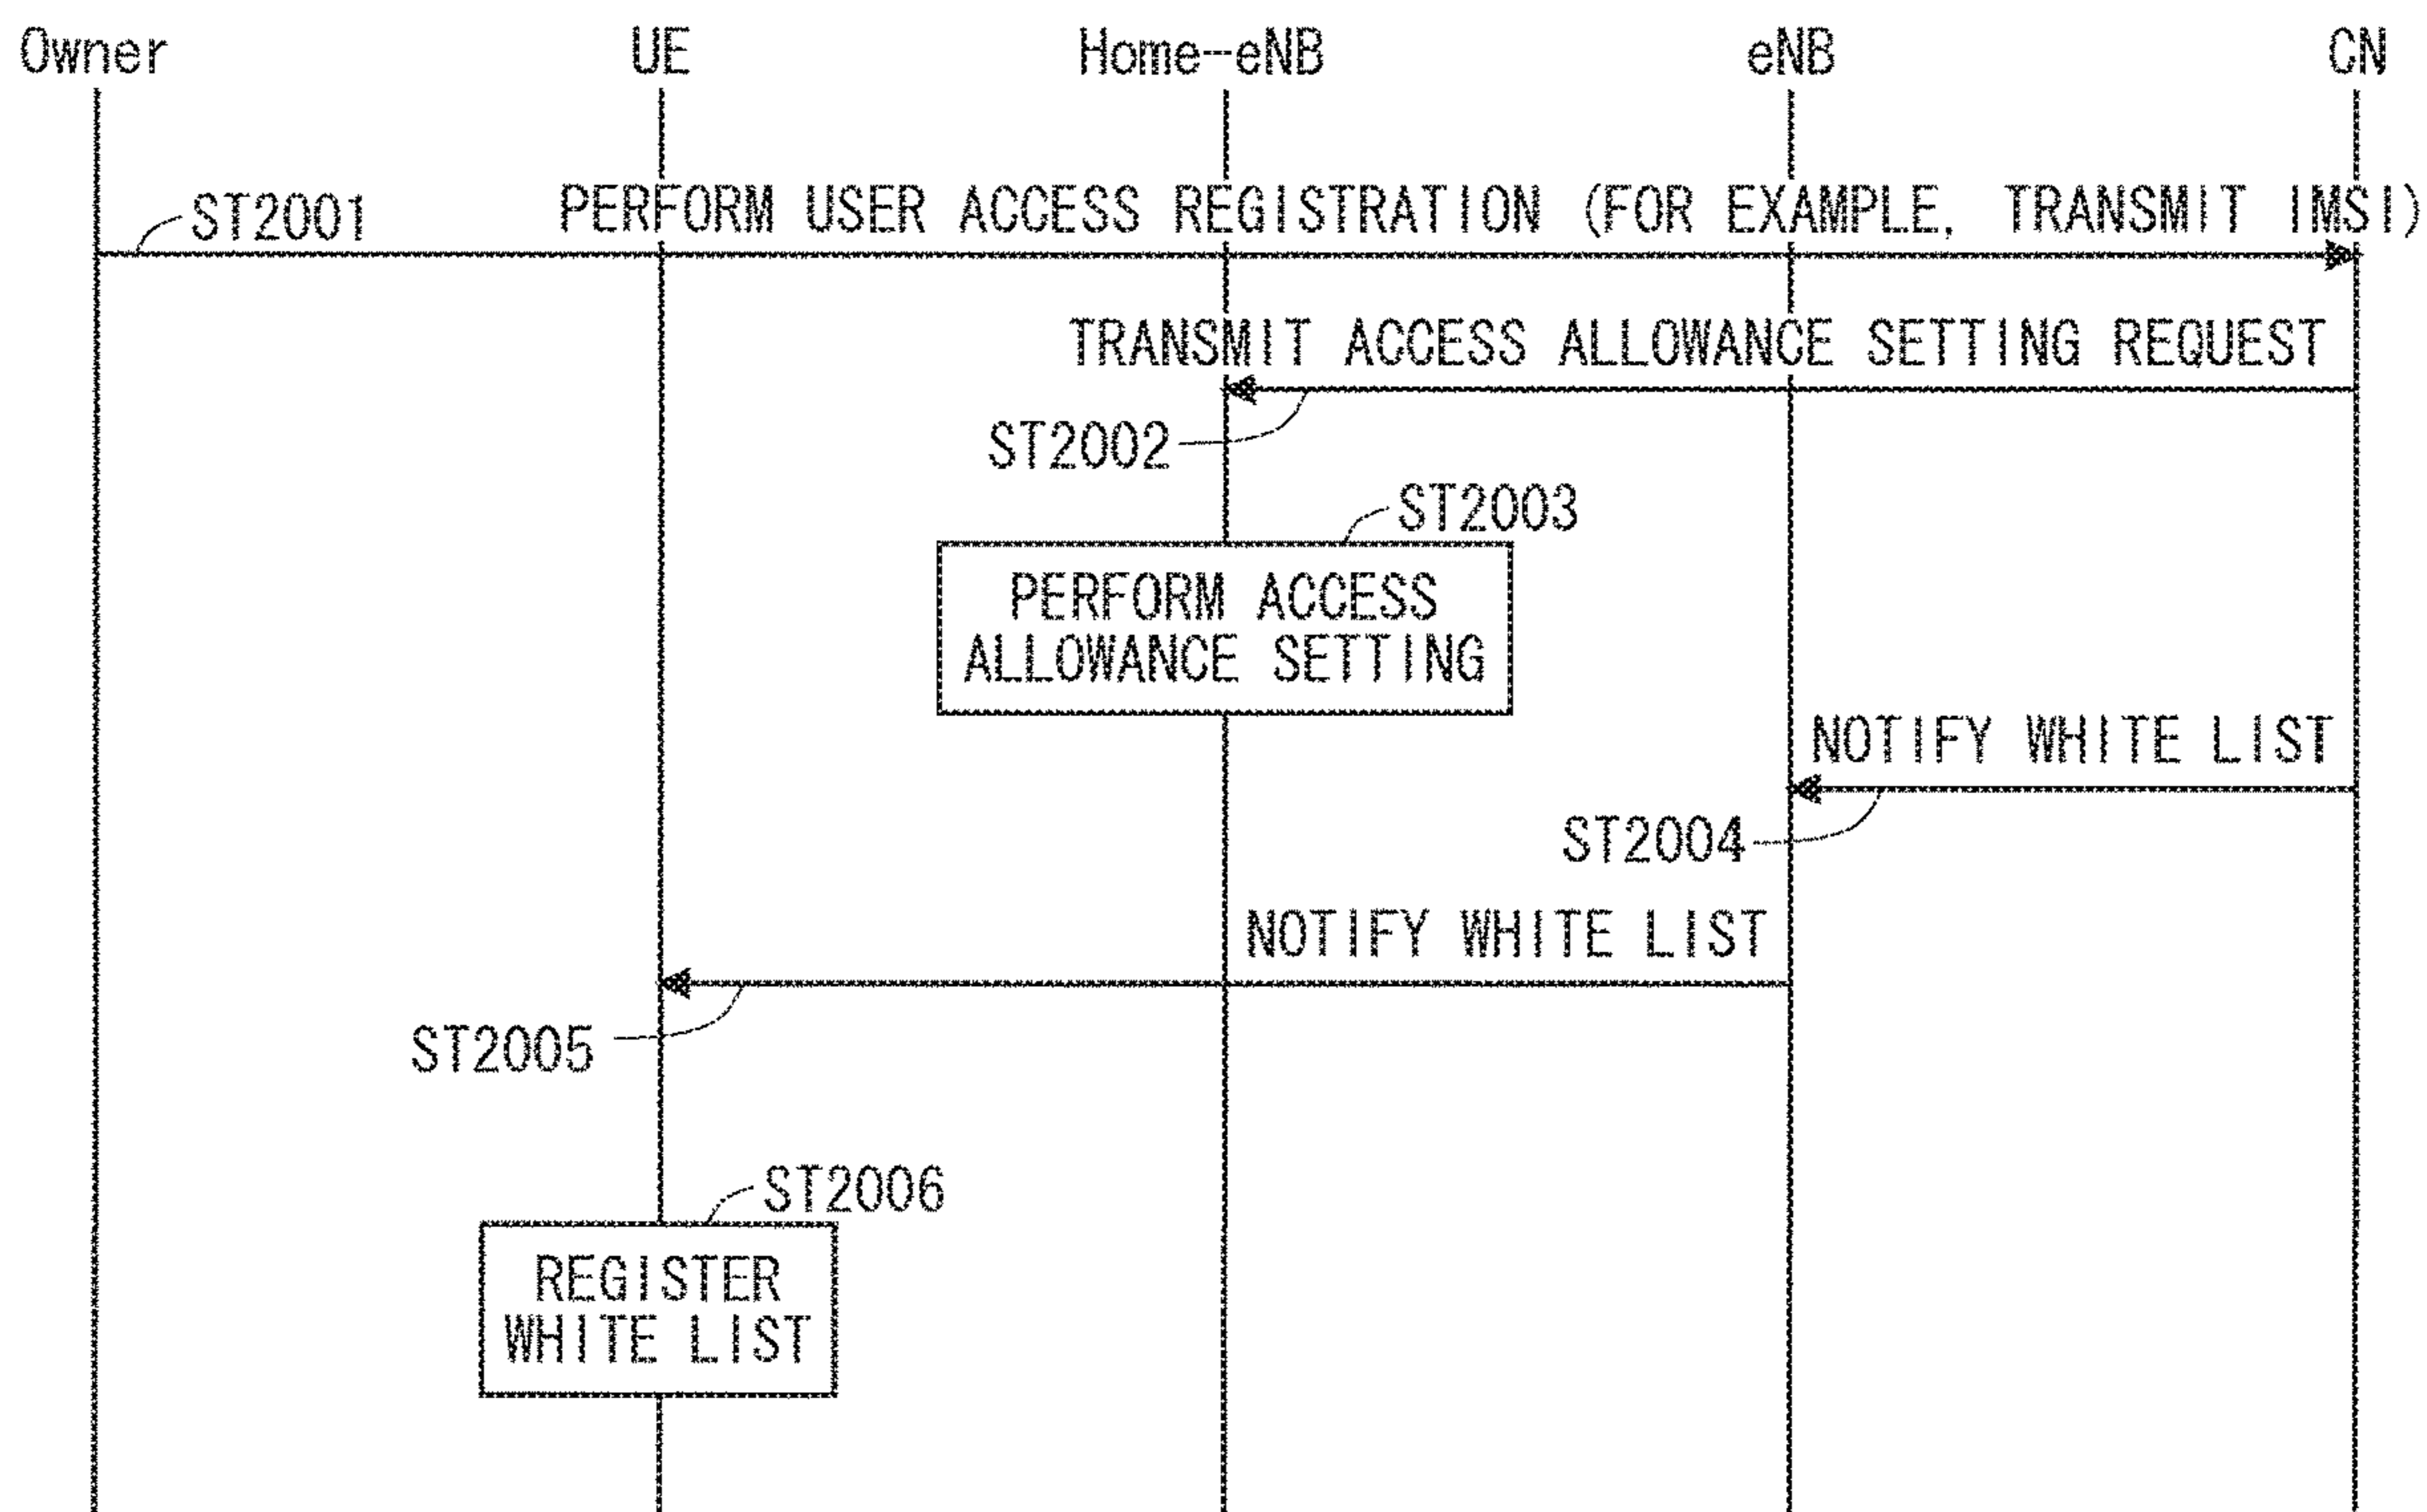 Owner
UE
Home-eNB
eNB
CN
ST2001
PERFORM USER ACCESS REGISTRATION (FOR EXAMPLE, TRANSMIT IMSI)
TRANSMIT ACCESS ALLOWANCE SETTING REQUEST
ST2002
ST2003
PERFORM ACCESS
ALLOWANCE SETTING
NOTIFY WHITE LIST
ST2004
NOTIFY WHITE LIST
ST2005
ST2006
REGISTER
WHITE LIST